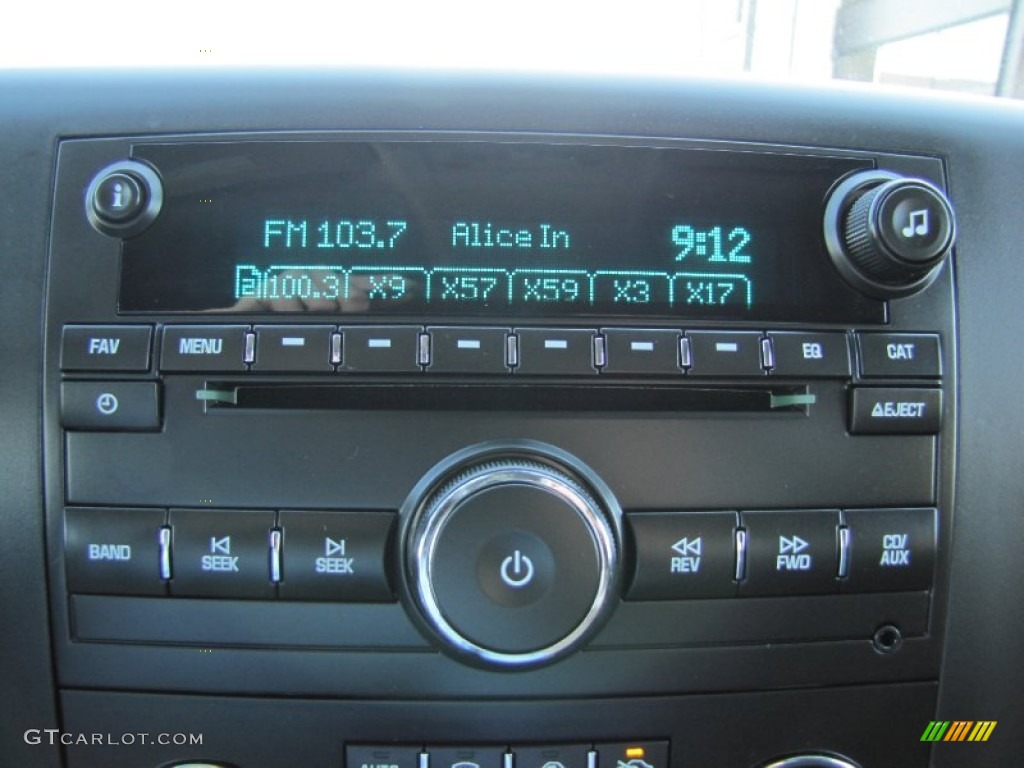 i
FM 103.7 Alice In 9:12
2 100.3 X9 X57 X59 X3 X17
FAV MENU EQ CAT
EJECT
BAND SEEK SEEK REV FWD CD/
AUX
GTCARLOT.COM
AUTO